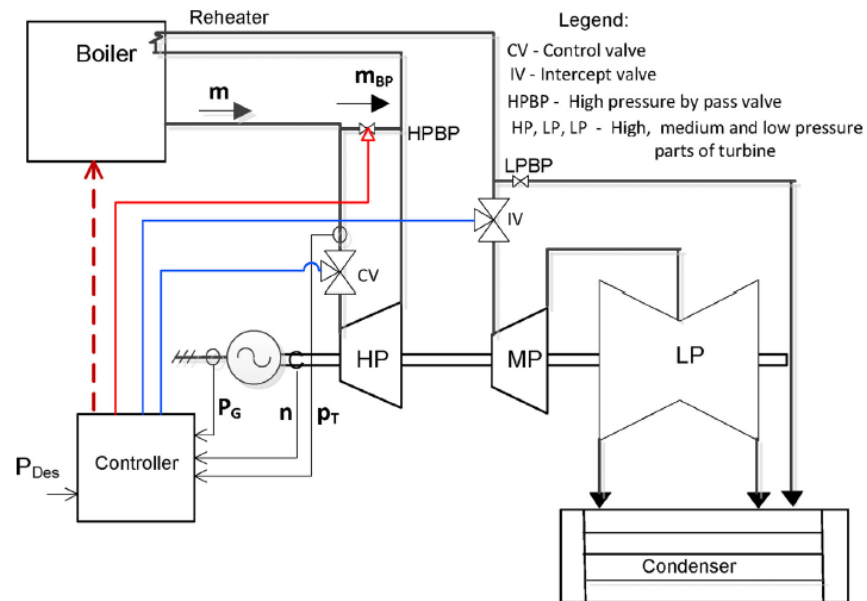 Reheater
Legend:
Boiler
CV - Control valve
IV - Intercept valve
m
mBP
HPBP - High pressure by pass valve
HPBP
HP, LP, LP - High, medium and low pressure
parts of turbine
LPBP
IV
CV
HP
MP
LP
PG
n
pT
Controller
PDes
Condenser